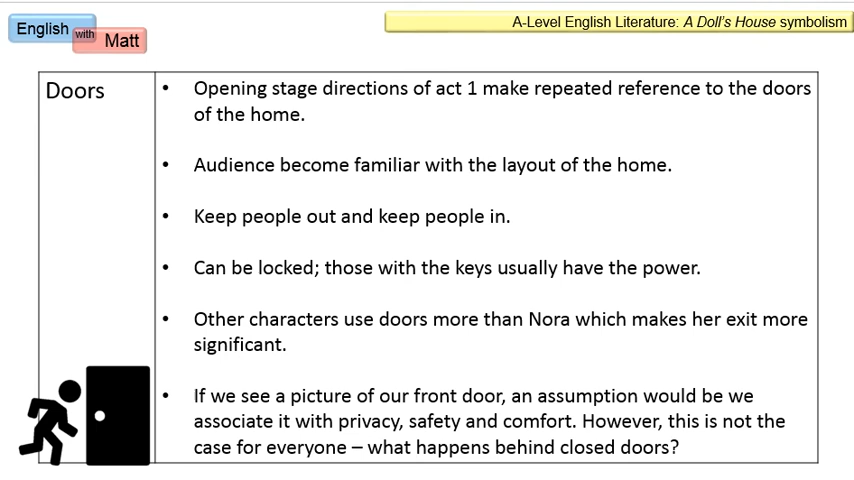 English
with
Matt
A-Level English Literature: A Doll's House symbolism
Doors
• Opening stage directions of act 1 make repeated reference to the doors
of the home.
• Audience become familiar with the layout of the home.
• Keep people out and keep people in.
• Can be locked; those with the keys usually have the power.
• Other characters use doors more than Nora which makes her exit more
significant.
• If we see a picture of our front door, an assumption would be we
associate it with privacy, safety and comfort. However, this is not the
case for everyone – what happens behind closed doors?